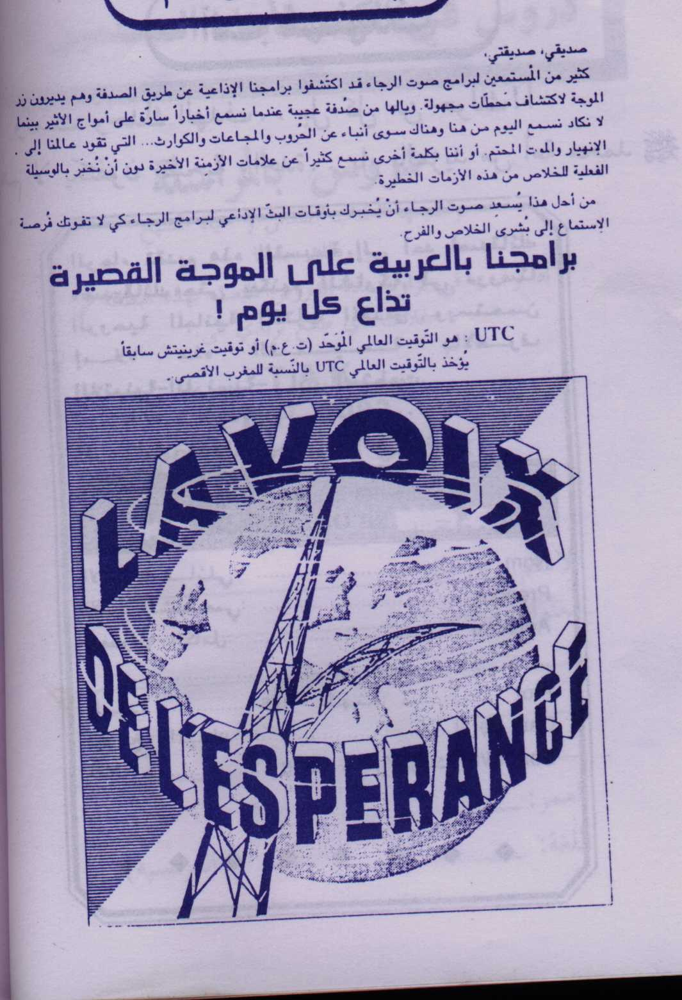 صديقي، صديقتي،
كثير من الُمستمعين لبرامج صوت الرجاء قد اكتَشفوا برامجنا الإذاعية عن طريق الصدفة وهم يديرون زر
الموجة لاكتشاف مَحطّات مجهولة. ويالها من صُدفة عجيبة عندما نسمع أخباراً سارّة على أمواج الأثير بينما
لا نكاد نسمع اليوم من هنا وهناك سوى أنباء عن الحُروب والمجاعات والكوارث... التي تقود عالمنا إلى
الإنهيار والموت المحتم. أو أننا بكلمة أخرى نسمع كثيراً عن علامات الأزمِنة الأخيرة دون أنْ نُخبَر بالوسيلة
الفعلية للخلاص من هذه الأزمات الخطيرة.
من أجل هذا يُسعدِ صوت الرجاء أنْ يُخبرك بأوقات البثّ الإذاعي لبرامج الرجاء كي لا تفوتك فُرصة
الإستماع إلى بُشرى الخلاص والفرح.
برامجنا بالعربية على الموجة القصيرة
تذاع كل يوم !
UTC : هو التّوقيت العالمي الُمْوَحّد (ت.ع.م) أو توقيت غرينيتش سابقاً
يُؤخذ بالتّوقيت العالمي UTC بالنّسبة للمغرب الأقصى.
LA VOIX
DE L'ESPERANCE